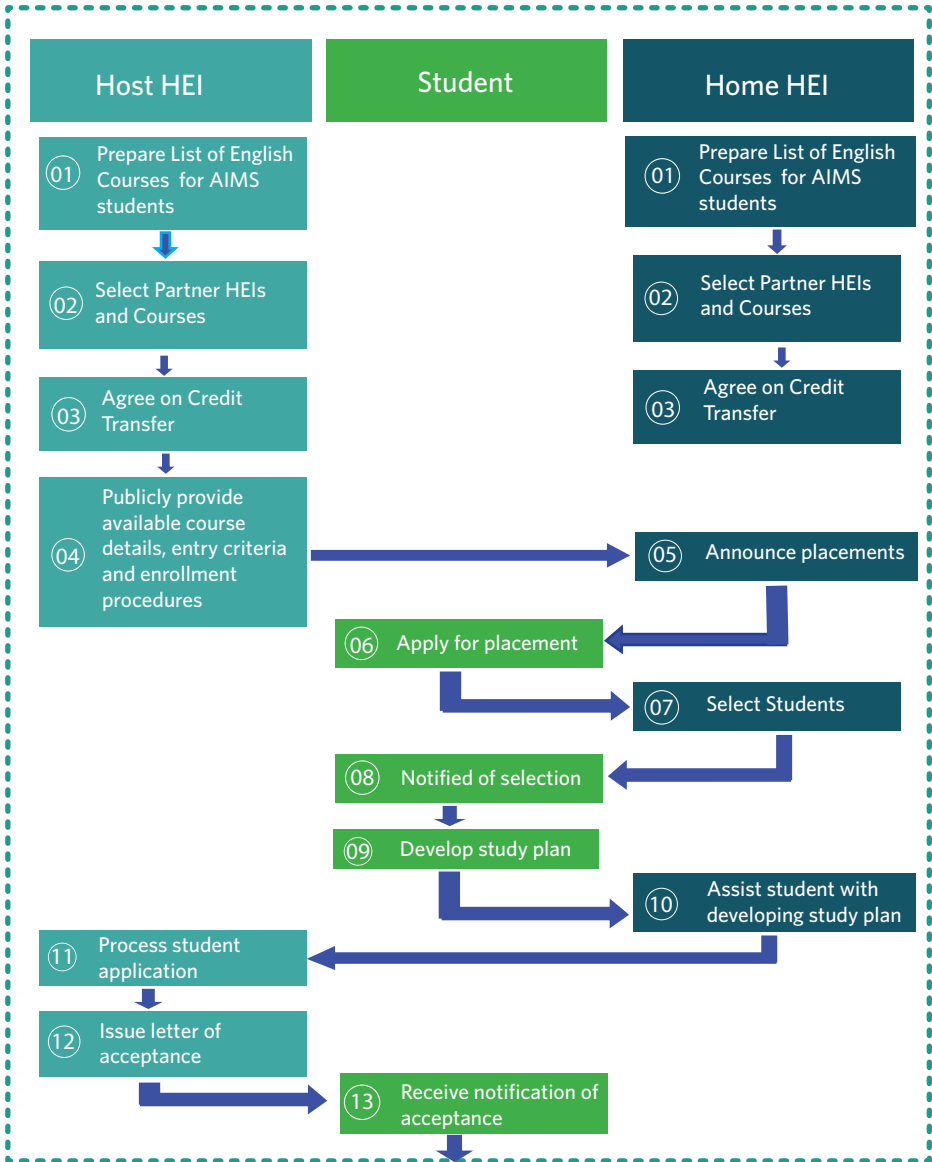 Host HEI
Student
Home HEI
01
Prepare List of English
Courses for AIMS
students
01
Prepare List of English
Courses for AIMS
students
02
Select Partner HEIs
and Courses
02
Select Partner HEIs
and Courses
03
Agree on Credit
Transfer
03
Agree on Credit
Transfer
04
Publicly provide
available course
details, entry criteria
and enrollment
procedures
05
Announce placements
06
Apply for placement
07
Select Students
08
Notified of selection
09
Develop study plan
10
Assist student with
developing study plan
11
Process student
application
12
Issue letter of
acceptance
13
Receive notification of
acceptance